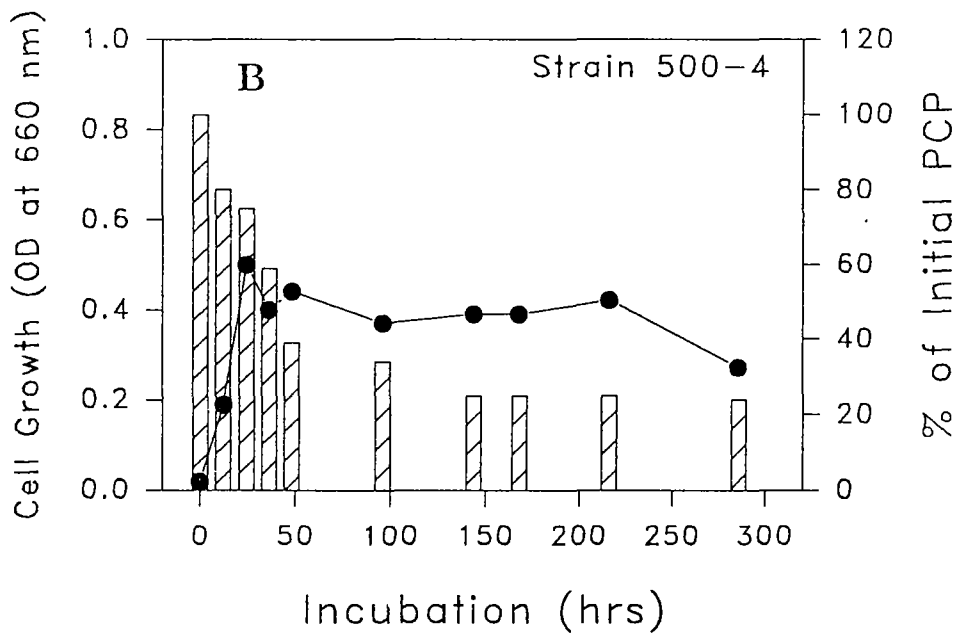 Cell Growth (OD at 660 nm)
1.0
0.8
0.6
0.4
0.2
0.0
B
Strain 500-4
120
100
80
60
40
20
0
% of Initial PCP
0 50 100 150 200 250 300
Incubation (hrs)